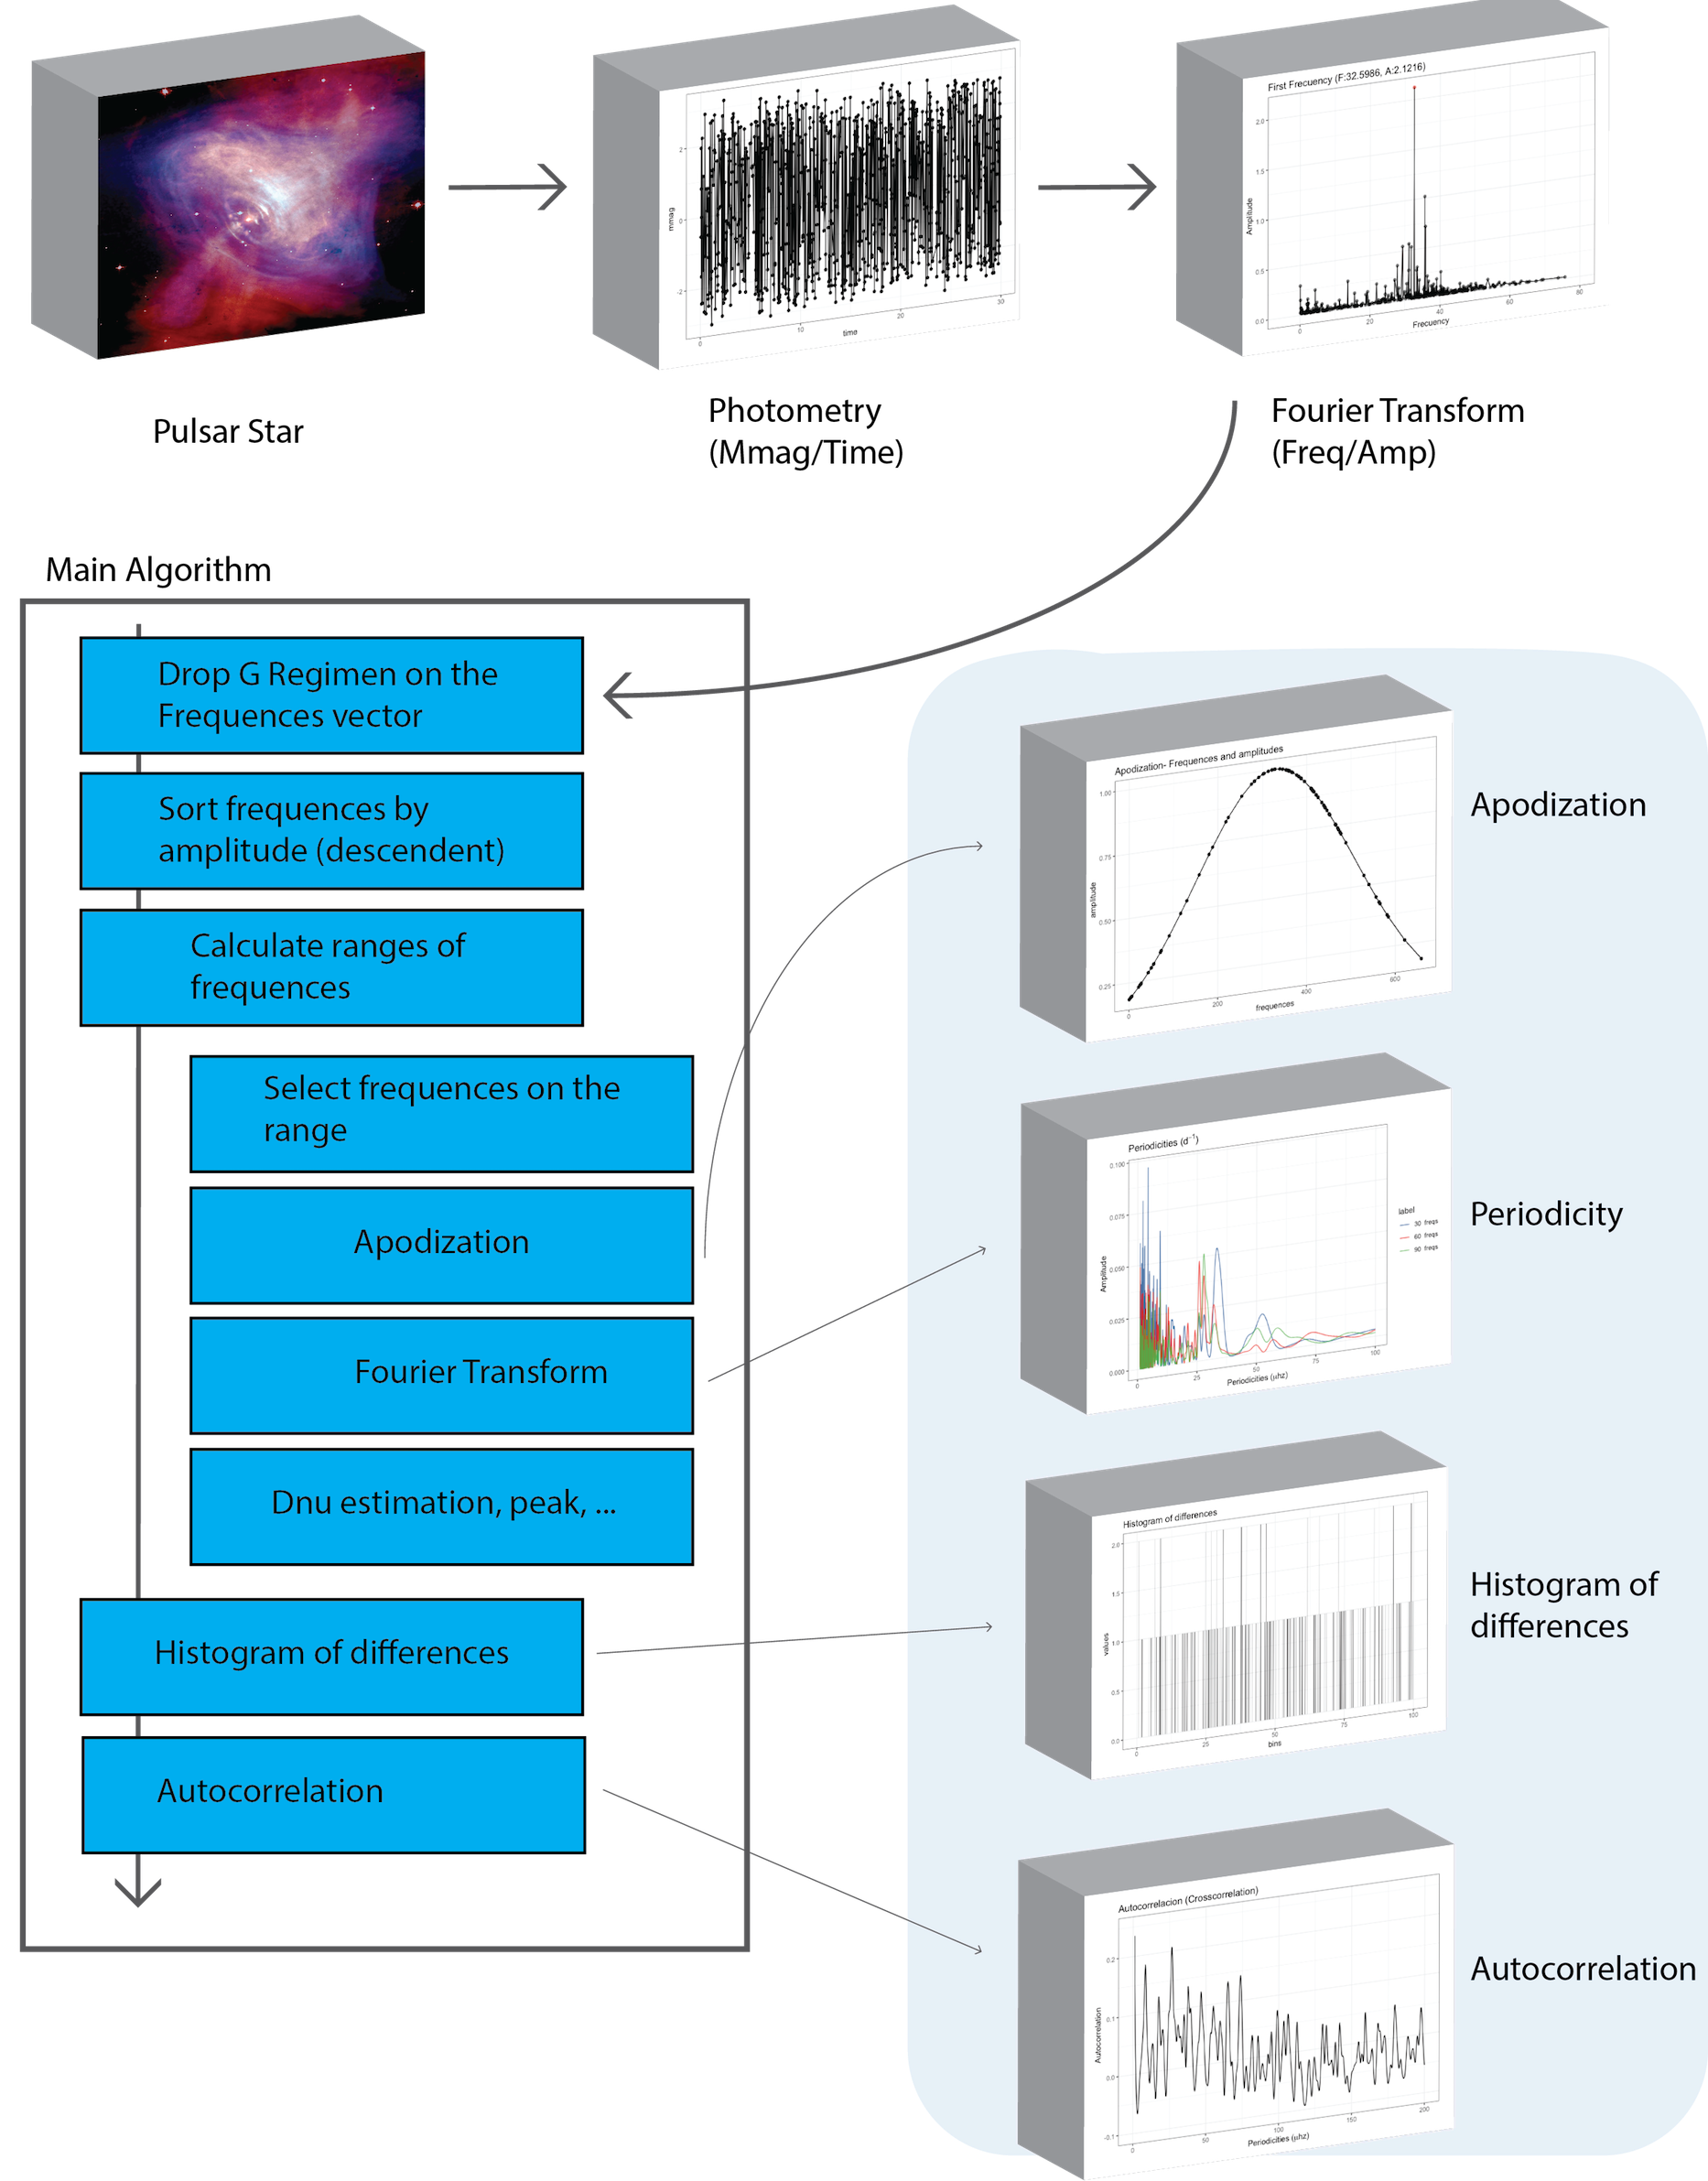 First Frecuency (F:32.5986, A:2.1216)
mmag
2
0
-2
0
10
20
30
time
Amplitude
2.0
1.5
1.0
0.5
0.0
0
20
40
60
80
Frecuency
Pulsar Star
Photometry
(Mmag/Time)
Fourier Transform
(Freq/Amp)
Main Algorithm
Drop G Regimen on the
Frequences vector
Sort frequences by
amplitude (descendent)
Calculate ranges of
frequences
Select frequences on the
range
Apodization
Fourier Transform
Dnu estimation, peak, ...
Histogram of differences
Autocorrelation
Apodization- Frequences and amplitudes
amplitude
1.00
0.75
0.50
0.25
0
200
400
600
frequences
Apodization
Periodicities (d⁻¹)
Amplitude
0.100
0.075
0.050
0.025
0.000
0
25
50
75
100
Periodicities (μhz)
label
30 freqs
60 freqs
90 freqs
Periodicity
Histogram of differences
values
2.0
1.5
1.0
0.5
0.0
0
25
50
75
100
bins
Histogram of
differences
Autocorrelacion (Crosscorrelation)
Autocorrelation
0.2
0.1
0.0
-0.1
0
50
100
150
200
Periodicities (μhz)
Autocorrelation